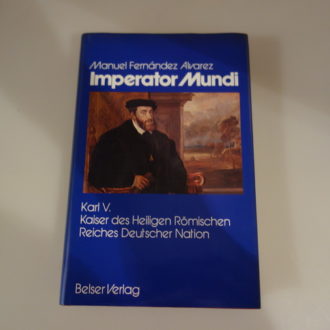 Manuel Fernández Alvarez
Imperator Mundi
Karl V.
Kaiser des Heiligen Römischen
Reiches Deutscher Nation
Belser Verlag